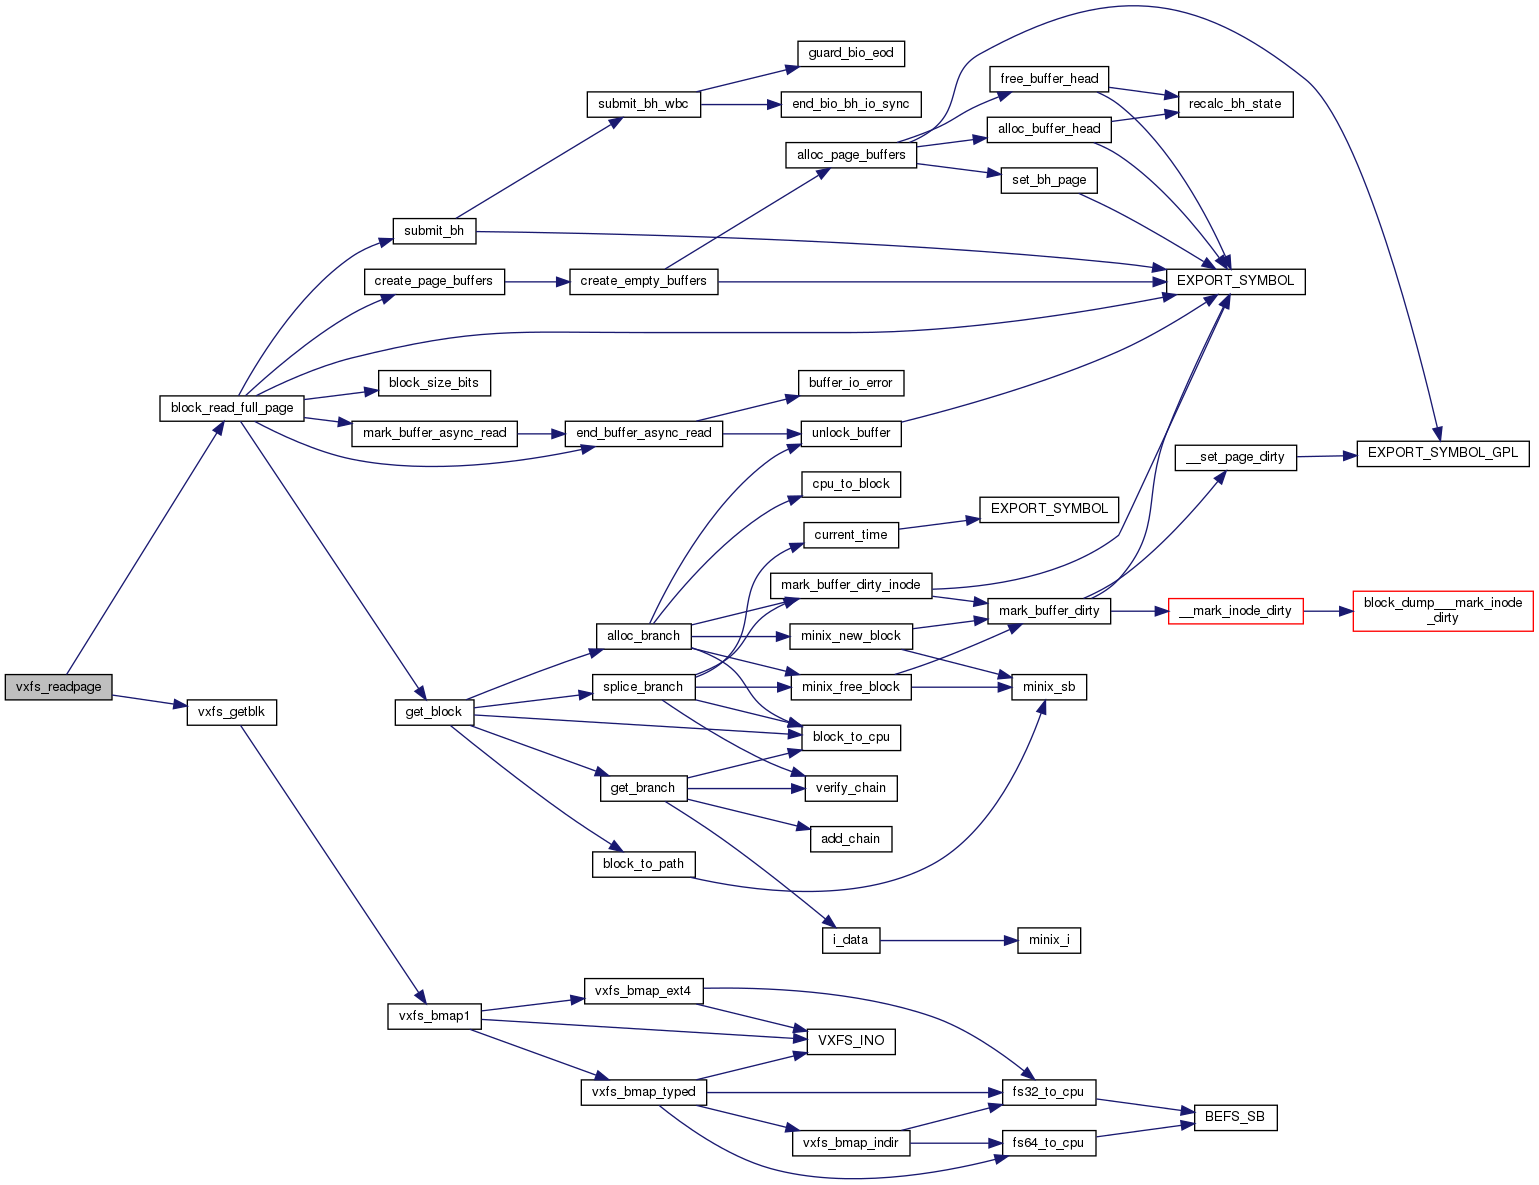 guard_bio_eod
free_buffer_head
submit_bh_wbc
end_bio_bh_io_sync
recalc_bh_state
alloc_buffer_head
alloc_page_buffers
set_bh_page
submit_bh
create_page_buffers
create_empty_buffers
EXPORT_SYMBOL
block_size_bits
buffer_io_error
block_read_full_page
mark_buffer_async_read
end_buffer_async_read
unlock_buffer
__set_page_dirty
EXPORT_SYMBOL_GPL
cpu_to_block
EXPORT_SYMBOL
current_time
mark_buffer_dirty_inode
mark_buffer_dirty
__mark_inode_dirty
block_dump___mark_inode
_dirty
alloc_branch
minix_new_block
vxfs_readpage
splice_branch
minix_free_block
minix_sb
vxfs_getblk
get_block
block_to_cpu
get_branch
verify_chain
add_chain
block_to_path
i_data
minix_i
vxfs_bmap_ext4
vxfs_bmap1
VXFS_INO
vxfs_bmap_typed
fs32_to_cpu
BEFS_SB
vxfs_bmap_indir
fs64_to_cpu